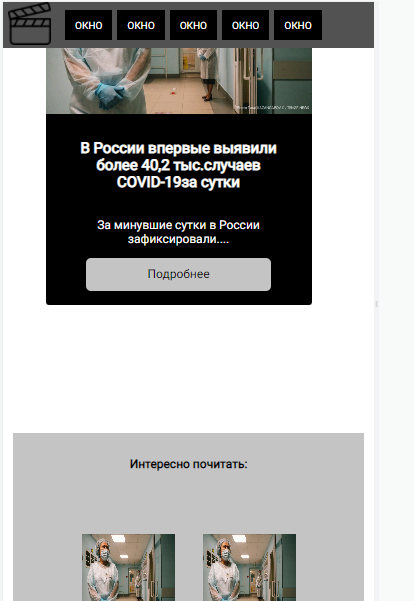 ОКНО ОКНО ОКНО ОКНО ОКНО
В России впервые выявили
более 40,2 тыс.случаев
COVID-19за сутки
За минувшие сутки в России
зафиксировали....
Подробнее
Интересно почитать: